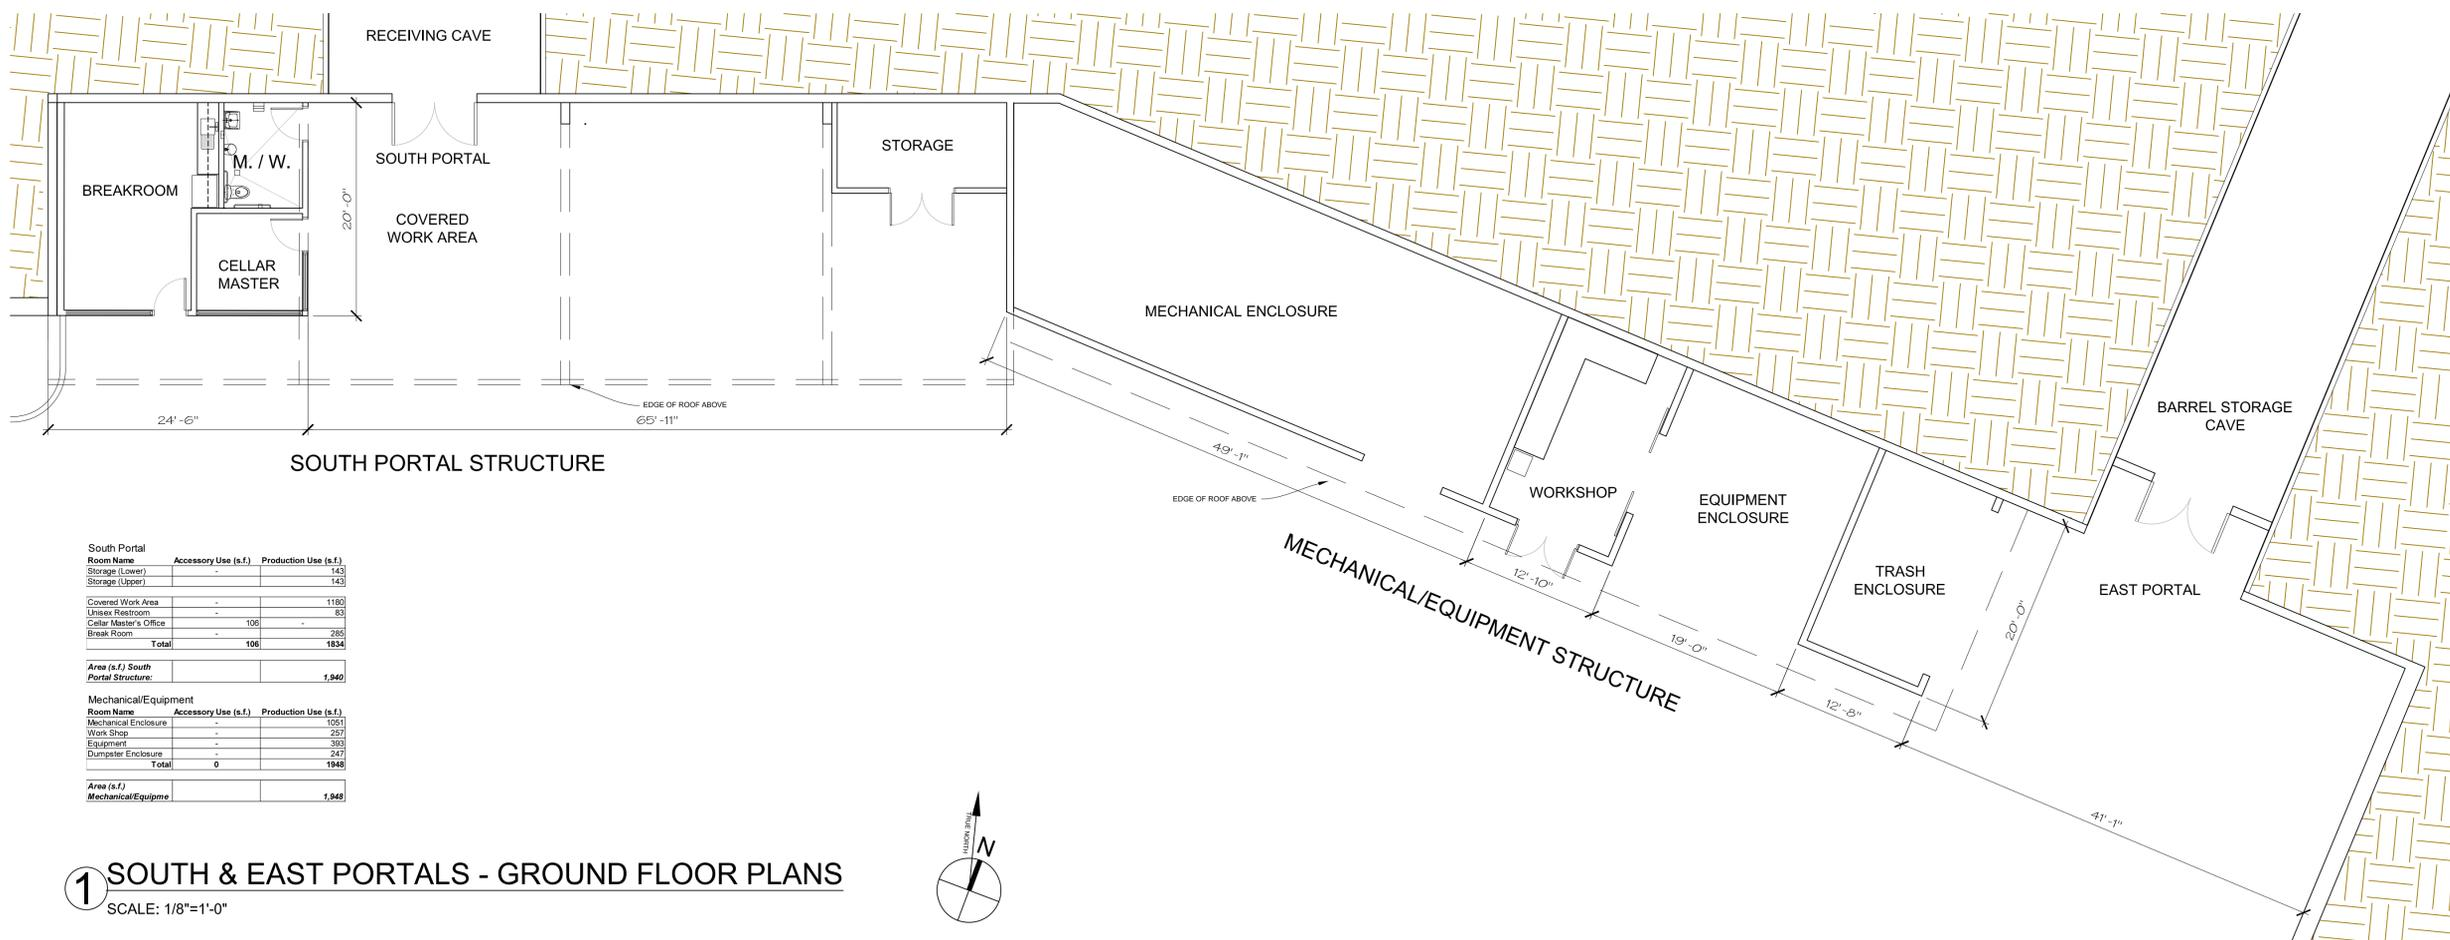 RECEIVING CAVE
SOUTH PORTAL
STORAGE
M. / W.
BREAKROOM
20'-0"
COVERED
WORK AREA
CELLAR
MASTER
MECHANICAL ENCLOSURE
EDGE OF ROOF ABOVE
24'-6"
65'-11"
SOUTH PORTAL STRUCTURE
BARREL STORAGE
CAVE
49'-1"
EDGE OF ROOF ABOVE
WORKSHOP
EQUIPMENT
ENCLOSURE
12'-10"
TRASH
ENCLOSURE
EAST PORTAL
20'-0"
19'-0"
12'-8"
41'-1"
MECHANICAL/EQUIPMENT STRUCTURE
South Portal
Room Name Accessory Use (s.f.) Production Use (s.f.)
Storage (Lower) - 143
Storage (Upper) 143
Covered Work Area - 1180
Unisex Restroom - 83
Cellar Master's Office 106 -
Break Room - 285
Total 106 1834
Area (s.f.) South
Portal Structure: 1,940
Mechanical/Equipment
Room Name Accessory Use (s.f.) Production Use (s.f.)
Mechanical Enclosure - 1051
Work Shop - 257
Equipment - 393
Dumpster Enclosure - 247
Total 0 1948
Area (s.f.)
Mechanical/Equipme 1,948
TRUE NORTH
N
1 SOUTH & EAST PORTALS - GROUND FLOOR PLANS
SCALE: 1/8"=1'-0"